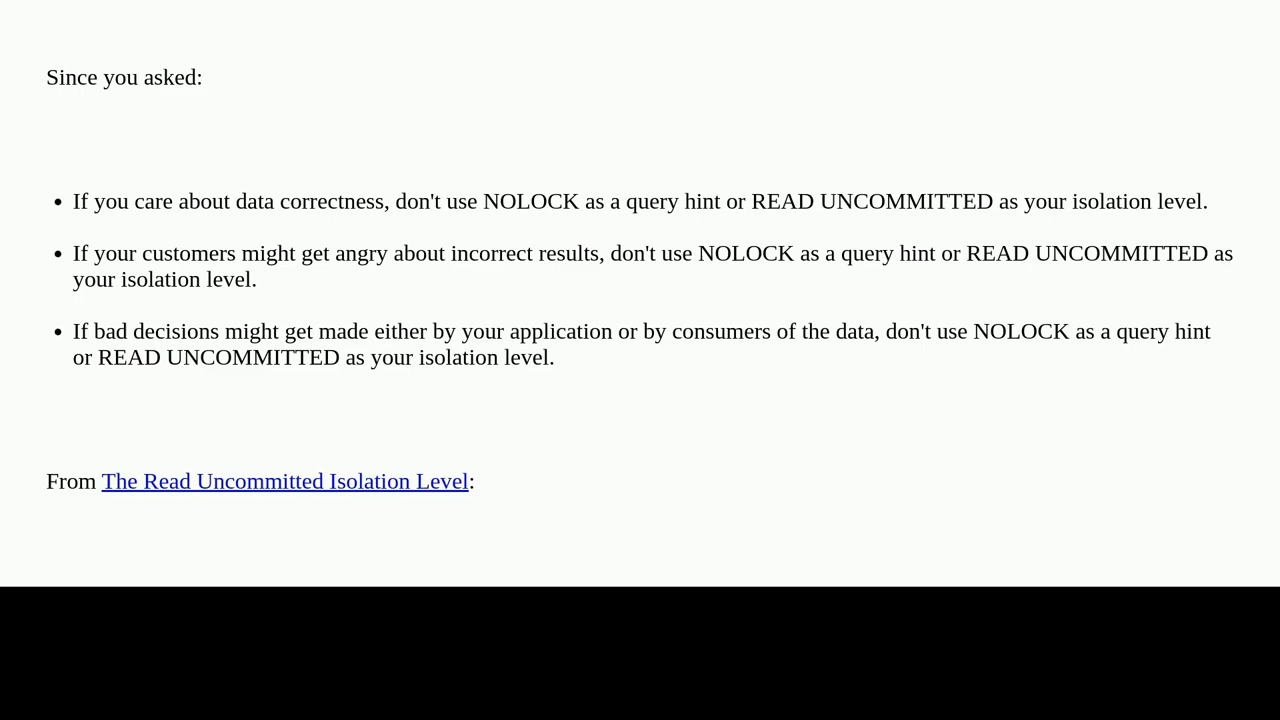 Since you asked:
• If you care about data correctness, don't use NOLOCK as a query hint or READ UNCOMMITTED as your isolation level.
• If your customers might get angry about incorrect results, don't use NOLOCK as a query hint or READ UNCOMMITTED as
your isolation level.
• If bad decisions might get made either by your application or by consumers of the data, don't use NOLOCK as a query hint
or READ UNCOMMITTED as your isolation level.
From The Read Uncommitted Isolation Level: